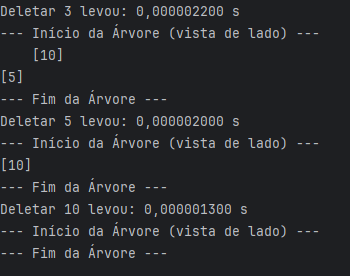 Deletar 3 levou: 0,000002200 s
--- Início da Árvore (vista de lado) ---
    [10]
[5]
--- Fim da Árvore ---
Deletar 5 levou: 0,000002000 s
--- Início da Árvore (vista de lado) ---
[10]
--- Fim da Árvore ---
Deletar 10 levou: 0,000001300 s
--- Início da Árvore (vista de lado) ---
--- Fim da Árvore ---